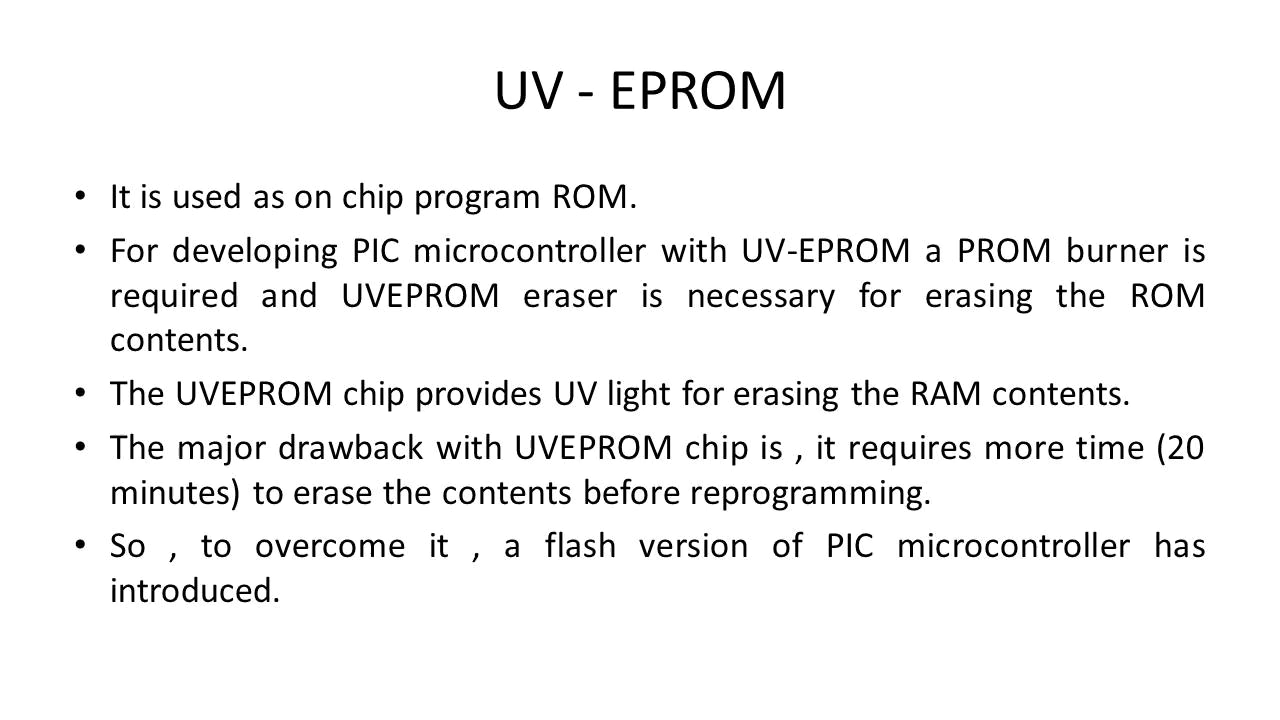 UV - EPROM
• It is used as on chip program ROM.
• For developing PIC microcontroller with UV-EPROM a PROM burner is
required and UVEPROM eraser is necessary for erasing the ROM
contents.
• The UVEPROM chip provides UV light for erasing the RAM contents.
• The major drawback with UVEPROM chip is , it requires more time (20
minutes) to erase the contents before reprogramming.
• So , to overcome it , a flash version of PIC microcontroller has
introduced.